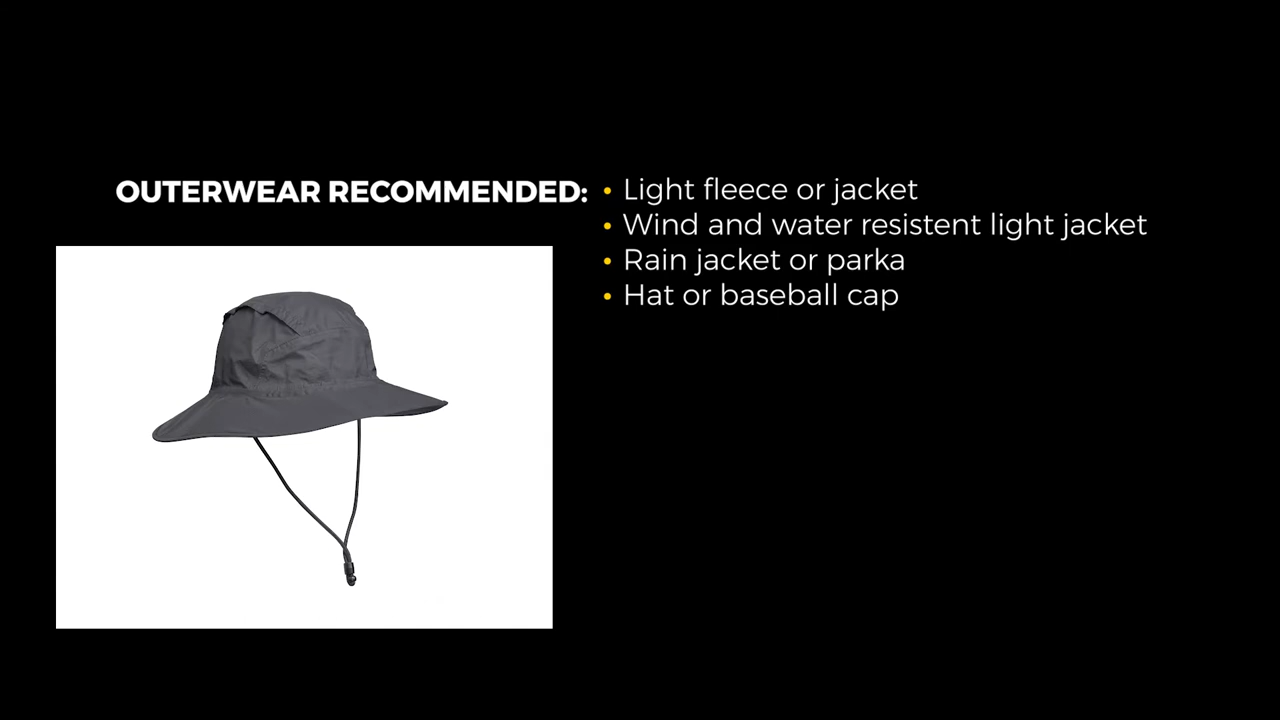 OUTERWEAR RECOMMENDED:
• Light fleece or jacket
• Wind and water resistent light jacket
• Rain jacket or parka
• Hat or baseball cap